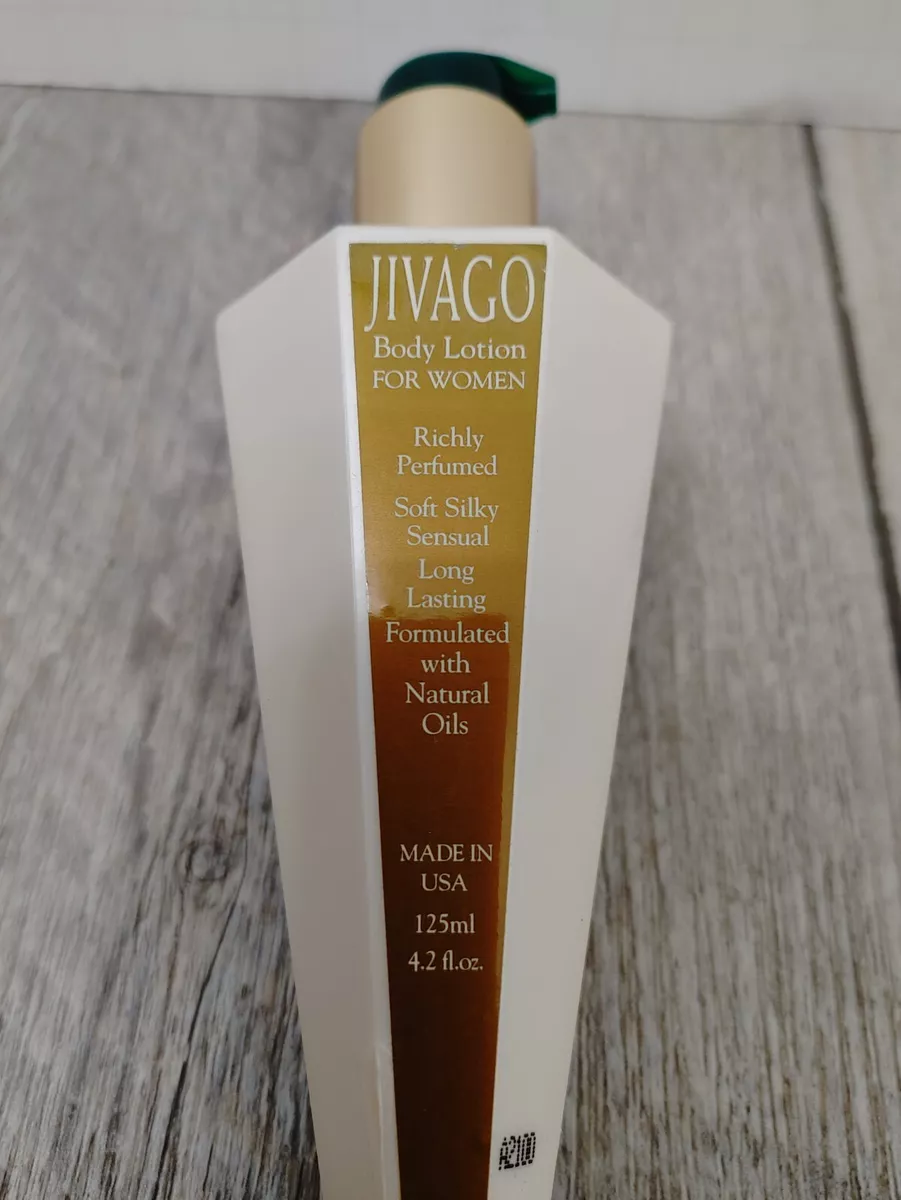 JIVAGO
Body Lotion
FOR WOMEN
Richly
Perfumed
Soft Silky
Sensual
Long
Lasting
Formulated
with
Natural
Oils
MADE IN
USA
125ml
4.2 fl.oz.
A2100